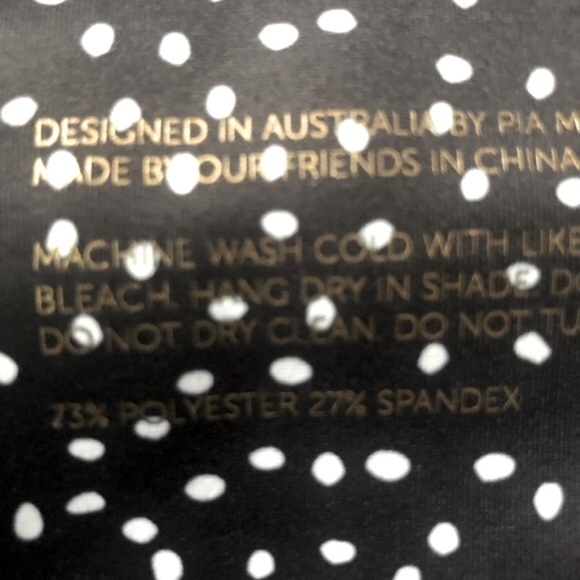 DESIGNED IN AUSTRALIA BY PIA M
MADE BY OUR FRIENDS IN CHINA
MACHINE WASH COLD WITH LIKE
BLEACH. HANG DRY IN SHADE. DO
DO NOT DRY CLEAN. DO NOT TU
73% POLYESTER 27% SPANDEX